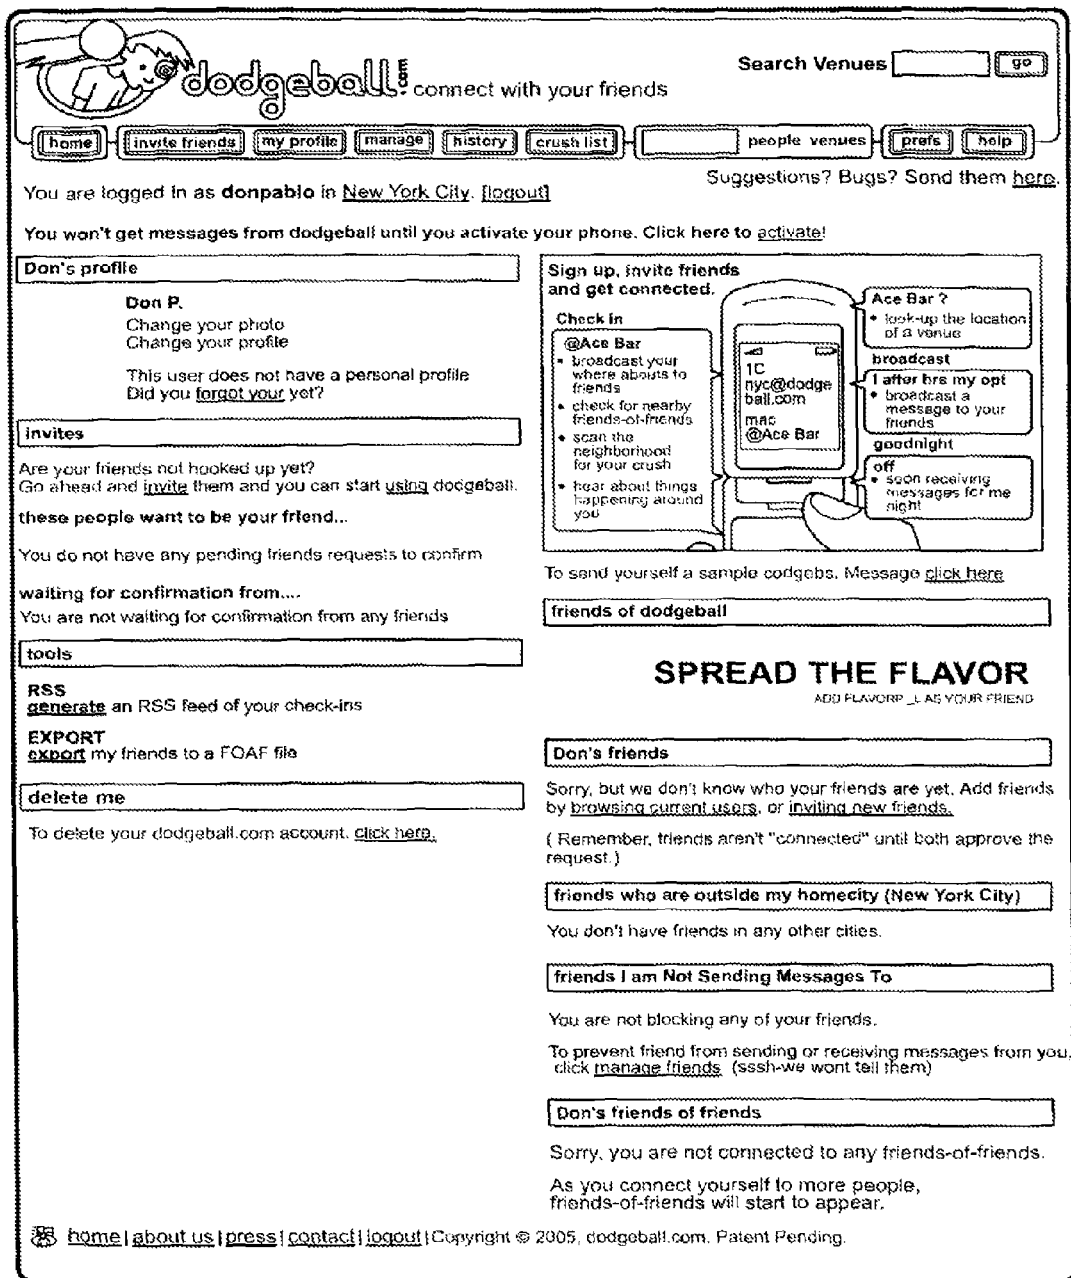 dodgeball.com connect with your friends
Search Venues go
home invite friends my profile manage history crush list people venues prefs help
Suggestions? Bugs? Send them here.
You are logged in as donpablo in New York City. [logout]
You won't get messages from dodgeball until you activate your phone. Click here to activate!
Don's profile
Don P.
Change your photo
Change your profile
This user does not have a personal profile
Did you forgot your yet?
invites
Are your friends not hooked up yet?
Go ahead and invite them and you can start using dodgeball.
these people want to be your friend...
You do not have any pending friends requests to confirm
waiting for confirmation from....
You are not waiting for confirmation from any friends
tools
RSS
generate an RSS feed of your check-ins
EXPORT
export my friends to a FOAF file
delete me
To delete your dodgeball.com account. click here.
Sign up, invite friends
and get connected.
Check in
@Ace Bar
• broadcast your
where abouts to
friends
• check for nearby
friends-of-friends
• scan the
neighborhood
for your crush
• hear about things
happening around
you
1C
nyc@dodge
ball.com
mac
@Ace Bar
Ace Bar ?
• look-up the location
of a venue
broadcast
I after hrs my opt
• broadcast a
message to your
friends
goodnight
off
• soon receiving
messages for me
night
To send yourself a sample codgebs. Message click here
friends of dodgeball
SPREAD THE FLAVOR
ADD FLAVORP _L AS YOUR FRIEND
Don's friends
Sorry, but we don't know who your friends are yet. Add friends
by browsing current users, or inviting new friends.
( Remember, friends aren't "connected" until both approve the
request.)
friends who are outside my homecity (New York City)
You don't have friends in any other cities.
friends I am Not Sending Messages To
You are not blocking any of your friends.
To prevent friend from sending or receiving messages from you,
click manage friends (sssh-we wont tell them)
Don's friends of friends
Sorry, you are not connected to any friends-of-friends.
As you connect yourself to more people,
friends-of-friends will start to appear.
home | about us | press | contact | logout | Copyright © 2005, dodgeball.com. Patent Pending.